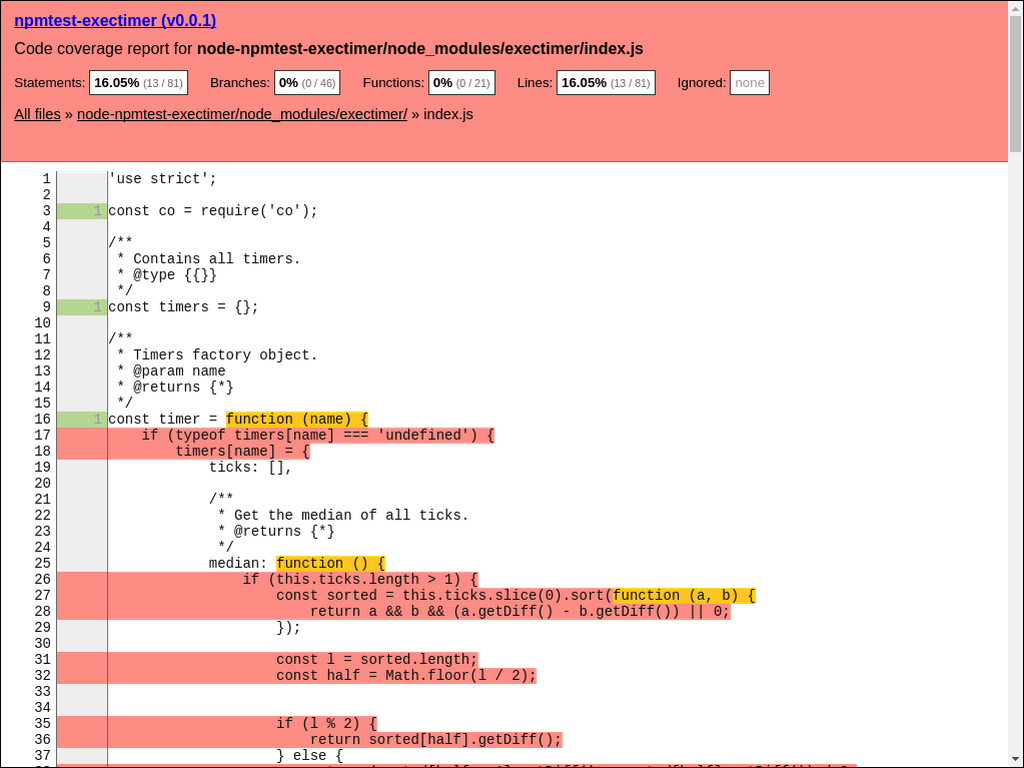 npmtest-exectimer (v0.0.1)
Code coverage report for node-npmtest-exectimer/node_modules/exectimer/index.js
Statements: 16.05% (13 / 81) Branches: 0% (0 / 46) Functions: 0% (0 / 21) Lines: 16.05% (13 / 81) Ignored: none
All files » node-npmtest-exectimer/node_modules/exectimer/ » index.js
1 'use strict';
2
3 1 const co = require('co');
4
5 /**
6 * Contains all timers.
7 * @type {{}}
8 */
9 1 const timers = {};
10
11 /**
12 * Timers factory object.
13 * @param name
14 * @returns {*}
15 */
16 1 const timer = function (name) {
17 if (typeof timers[name] === 'undefined') {
18 timers[name] = {
19 ticks: [],
20
21 /**
22 * Get the median of all ticks.
23 * @returns {*}
24 */
25 median: function () {
26 if (this.ticks.length > 1) {
27 const sorted = this.ticks.slice(0).sort(function (a, b) {
28 return a && b && (a.getDiff() - b.getDiff()) || 0;
29 });
30
31 const l = sorted.length;
32 const half = Math.floor(l / 2);
33
34
35 if (l % 2) {
36 return sorted[half].getDiff();
37 } else {